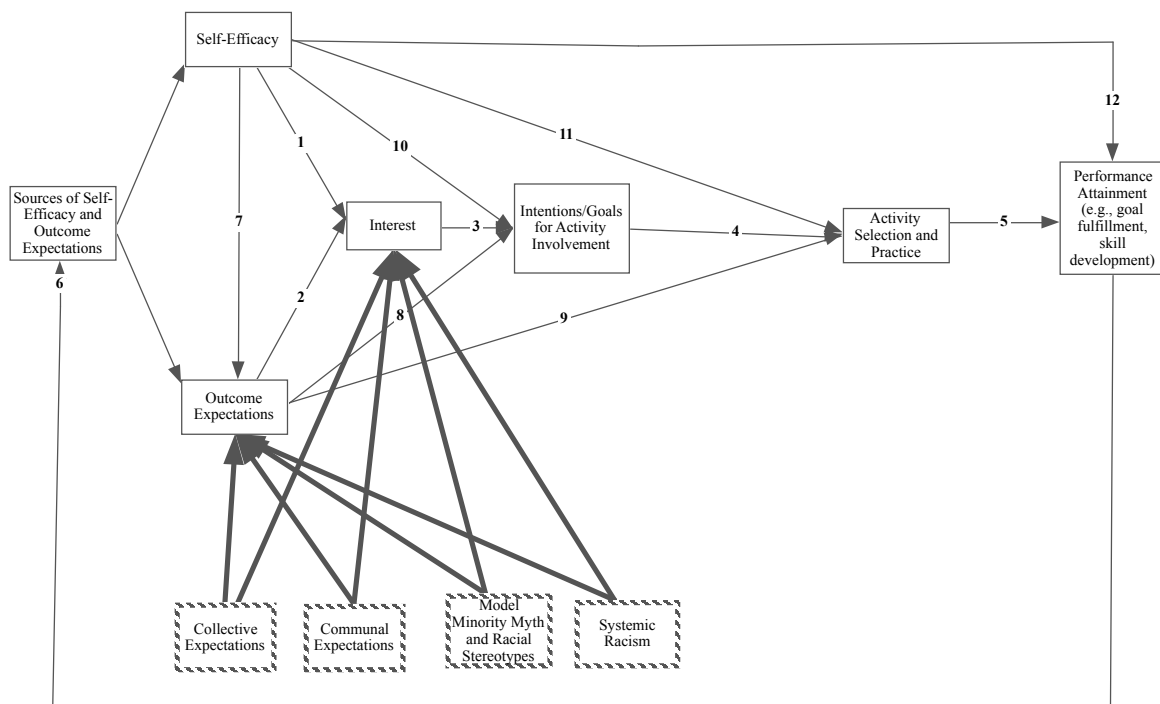 Self-Efficacy
12
1
10
11
Sources of Self-
Efficacy and
Outcome
Expectations
7
Interest
3
Intentions/Goals
for Activity
Involvement
4
Activity
Selection and
Practice
5
Performance
Attainment
(e.g., goal
fulfillment,
skill
development)
6
2
8
9
Outcome
Expectations
Collective
Expectations
Communal
Expectations
Model
Minority Myth
and Racial
Stereotypes
Systemic
Racism